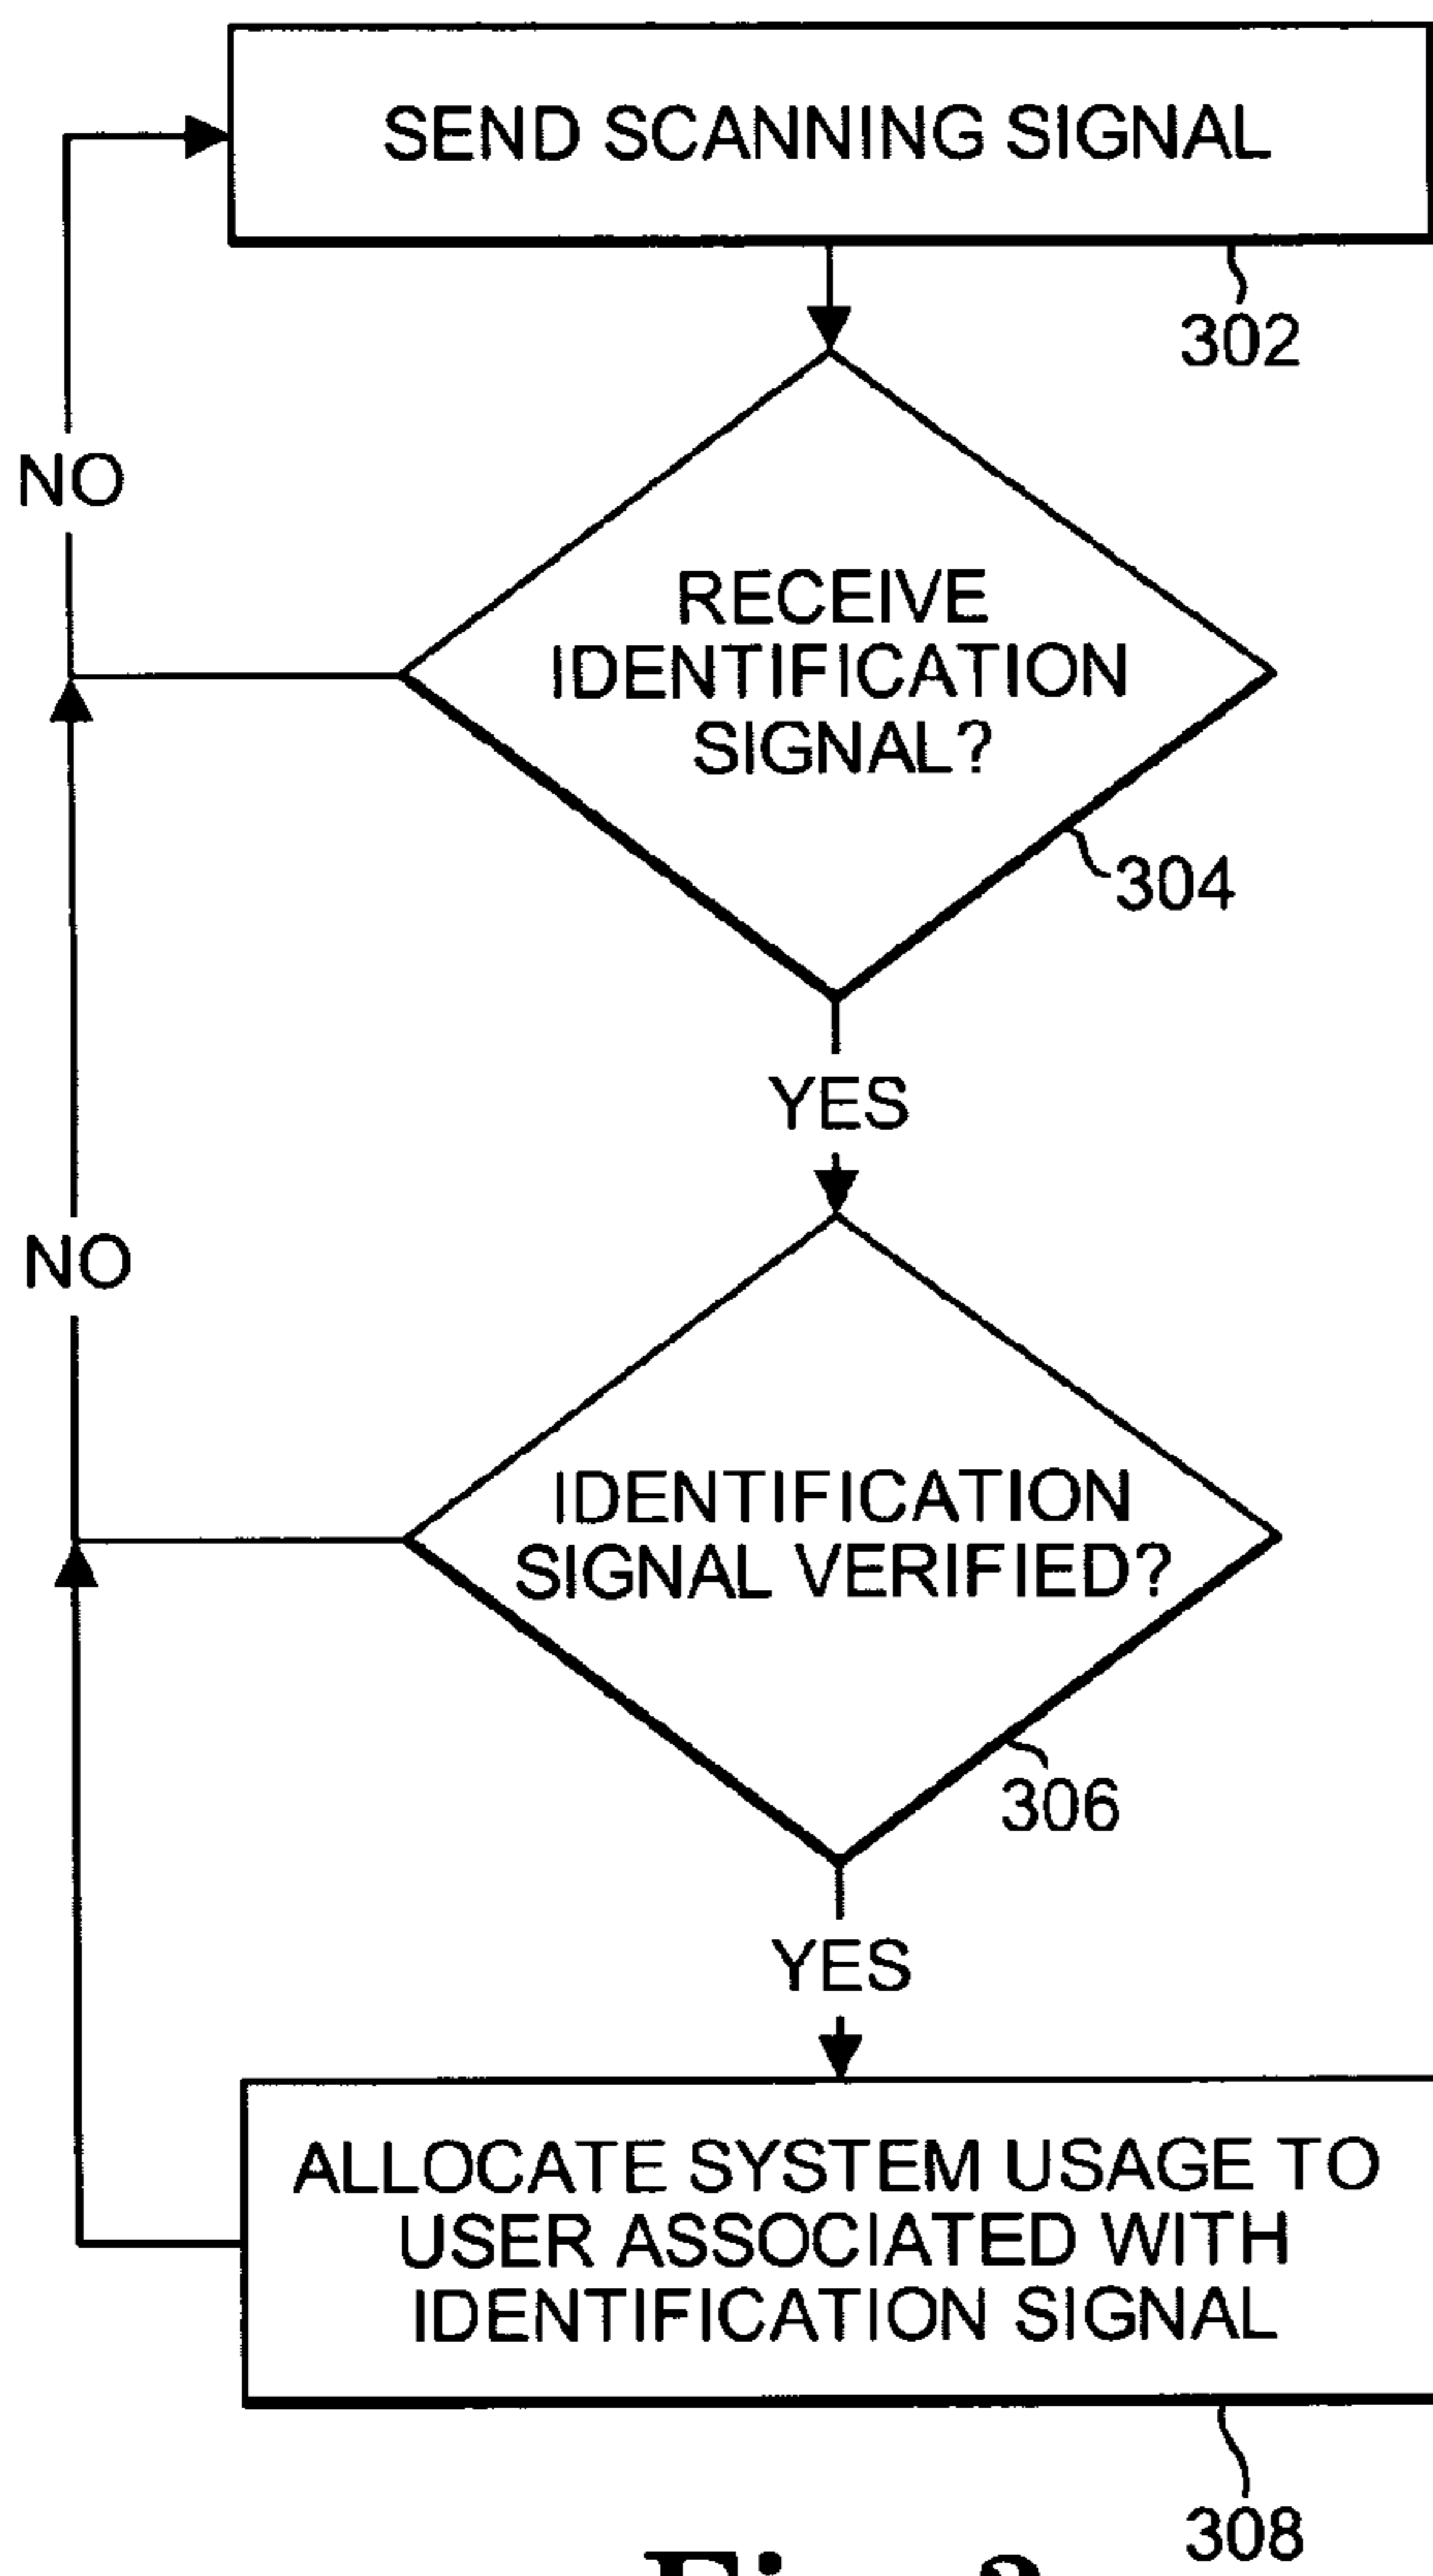 SEND SCANNING SIGNAL
302
NO
RECEIVE
IDENTIFICATION
SIGNAL?
304
YES
NO
IDENTIFICATION
SIGNAL VERIFIED?
306
YES
ALLOCATE SYSTEM USAGE TO
USER ASSOCIATED WITH
IDENTIFICATION SIGNAL
308